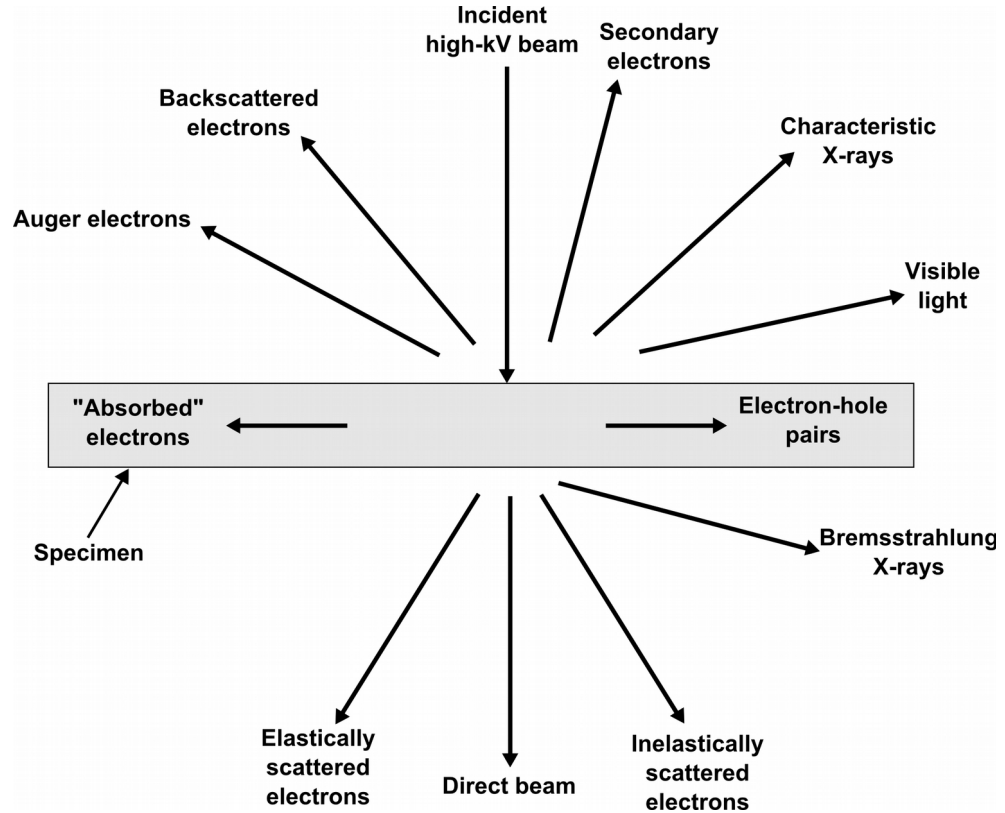 Incident
high-kV beam
Secondary
electrons
Backscattered
electrons
Characteristic
X-rays
Auger electrons
Visible
light
"Absorbed"
electrons
Electron-hole
pairs
Specimen
Bremsstrahlung
X-rays
Elastically
scattered
electrons
Direct beam
Inelastically
scattered
electrons